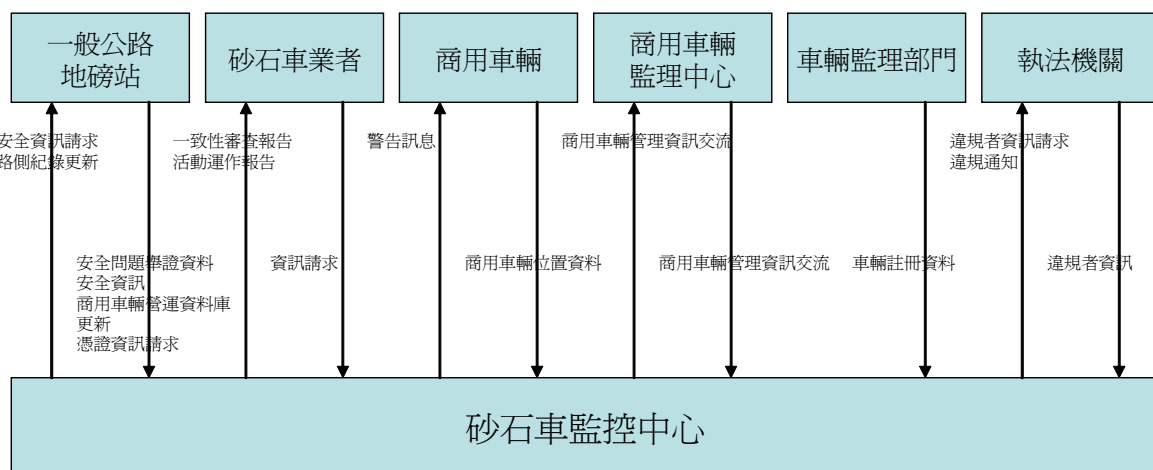 一般公路
地磅站
砂石車業者
商用車輛
商用車輛
監理中心
車輛監理部門
執法機關
安全資訊請求
路側紀錄更新
一致性審查報告
活動運作報告
警告訊息
商用車輛管理資訊交流
違規者資訊請求
違規通知
安全問題舉證資料
安全資訊
商用車輛營運資料庫
更新
憑證資訊請求
資訊請求
商用車輛位置資料
商用車輛管理資訊交流
車輛註冊資料
違規者資訊
砂石車監控中心